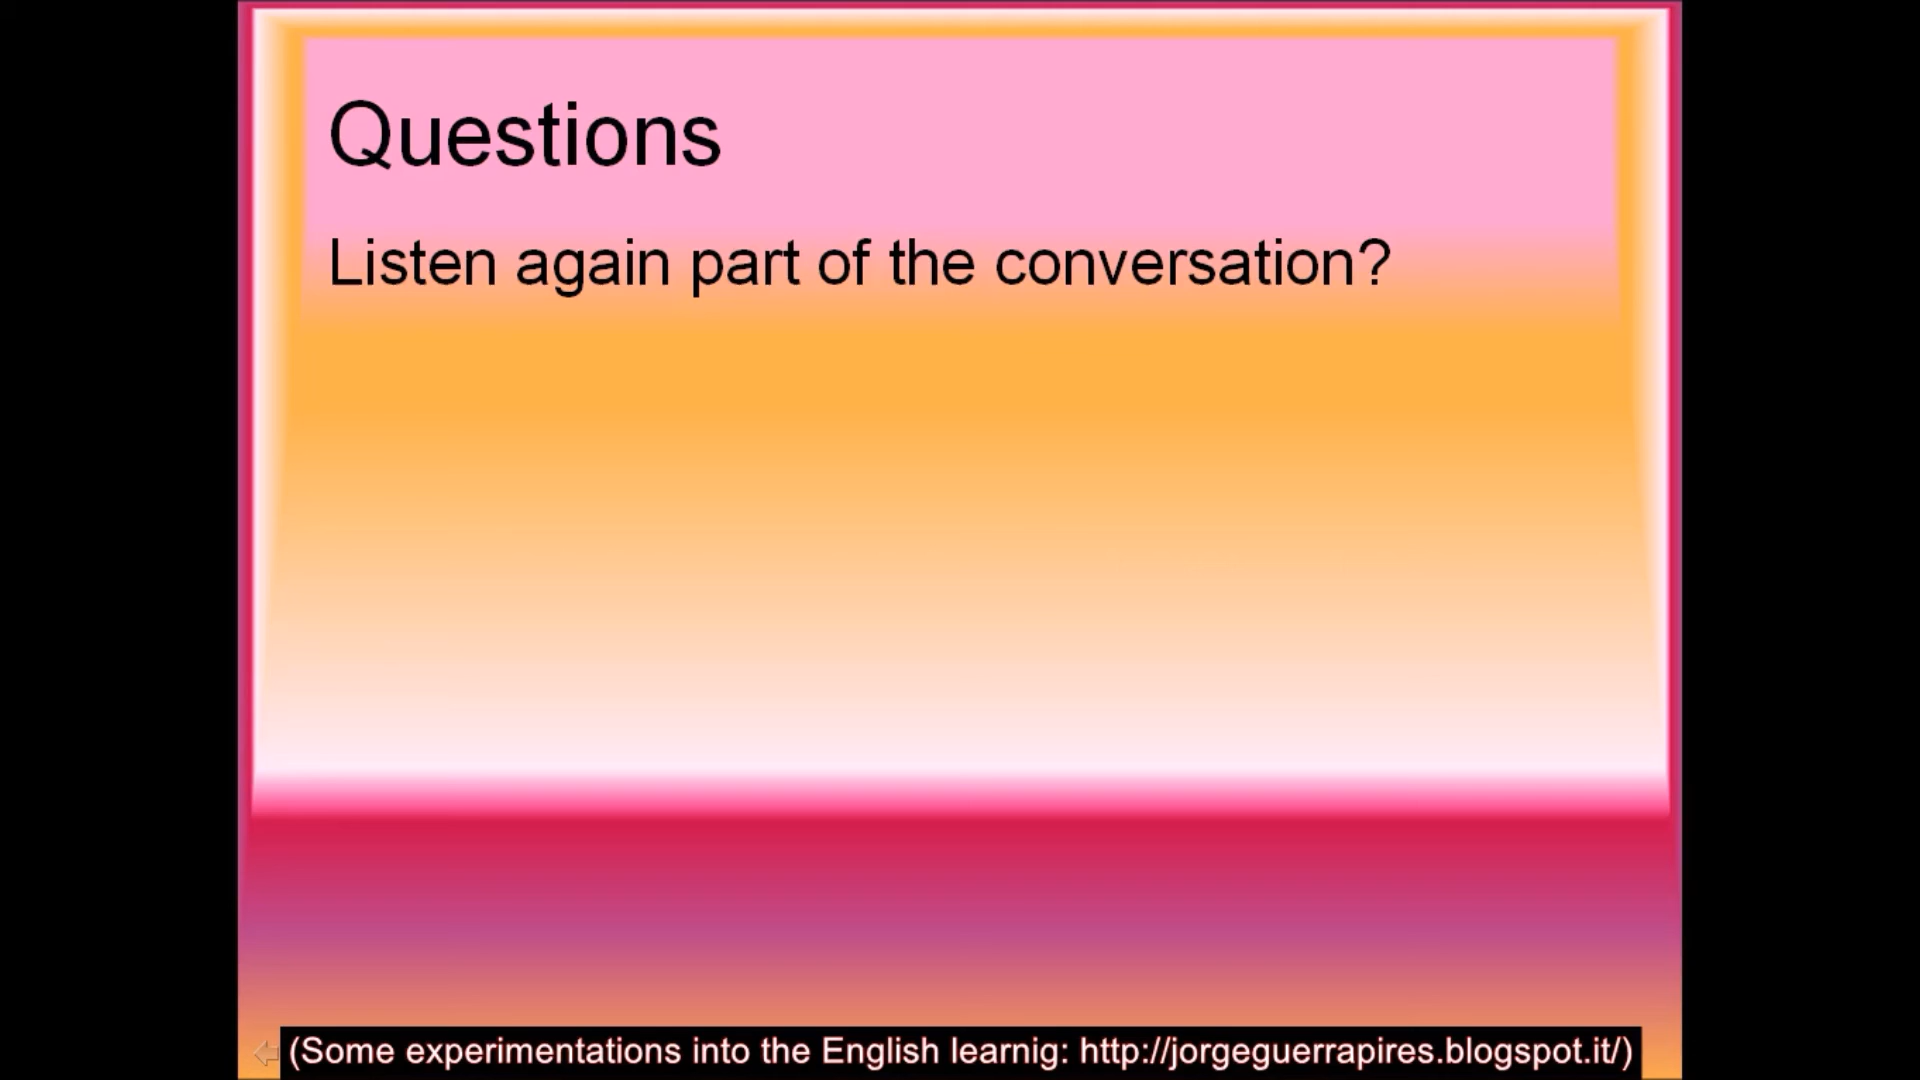 Questions
Listen again part of the conversation?
(Some experimentations into the English learnig: http://jorgeguerrapires.blogspot.it/)